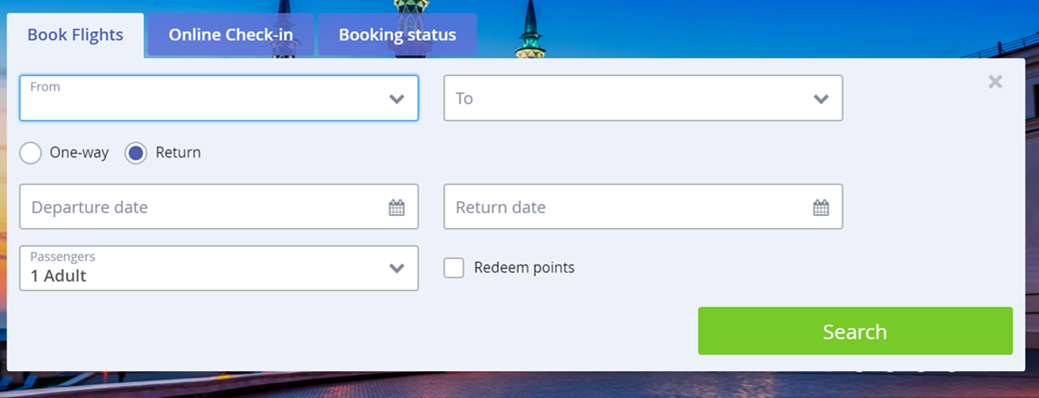 Book Flights
Online Check-in
Booking status
From
To
One-way
Return
Departure date
Return date
Passengers
1 Adult
Redeem points
Search